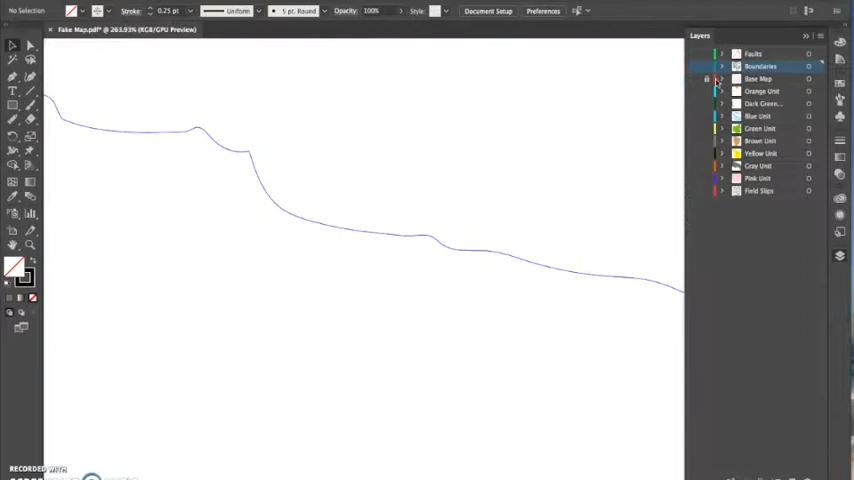 No Selection Stroke: 0.25 pt Uniform 5 pt. Round Opacity: 100% Style: Document Setup Preferences
Fake Map.pdf* @ 263.93% (RGB/GPU Preview)
Layers
Faults
Boundaries
Base Map
Orange Unit
Dark Green...
Blue Unit
Green Unit
Brown Unit
Yellow Unit
Gray Unit
Pink Unit
Field Slips
RECORDED WITH